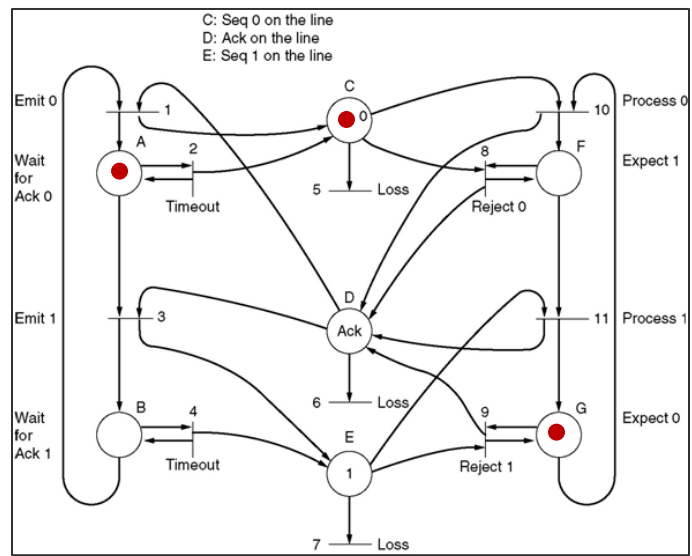 C: Seq 0 on the line
D: Ack on the line
E: Seq 1 on the line
C
Emit 0
1
0
10
Process 0
A
2
8
F
Wait
for
Ack 0
Expect 1
5
Loss
Timeout
Reject 0
D
Emit 1
3
Ack
11
Process 1
6
Loss
B
4
E
9
G
Wait
for
Ack 1
Expect 0
Timeout
1
Reject 1
7
Loss